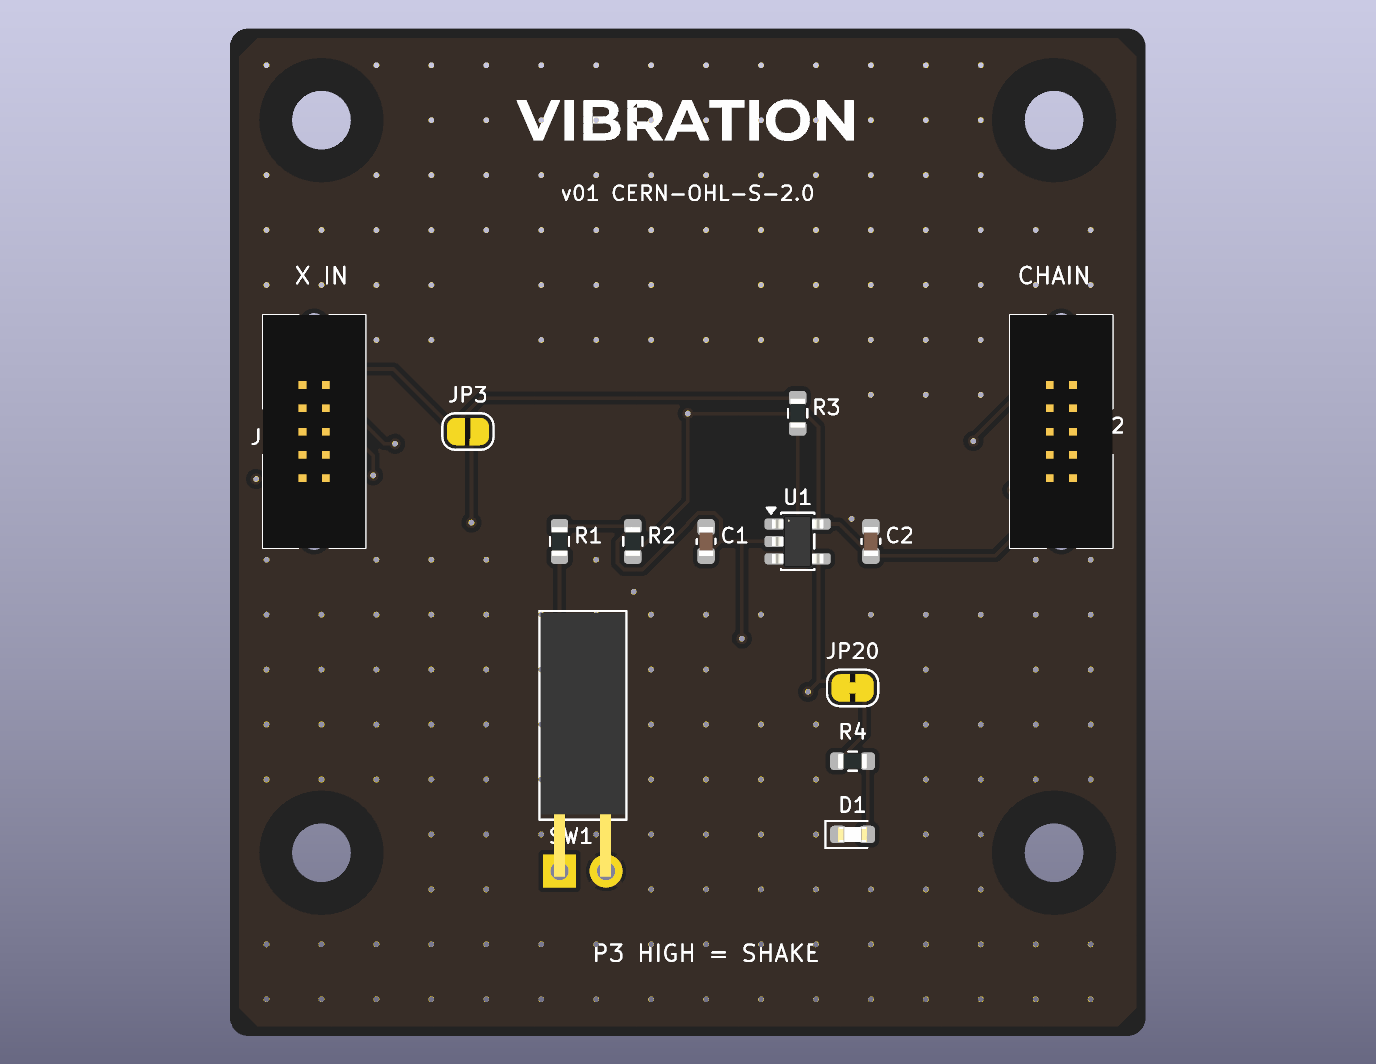 VIBRATION
v01 CERN-OHL-S-2.0
X IN
CHAIN
JP3
R3
J
2
U1
R1
R2
C1
C2
JP20
R4
D1
SW1
P3 HIGH = SHAKE